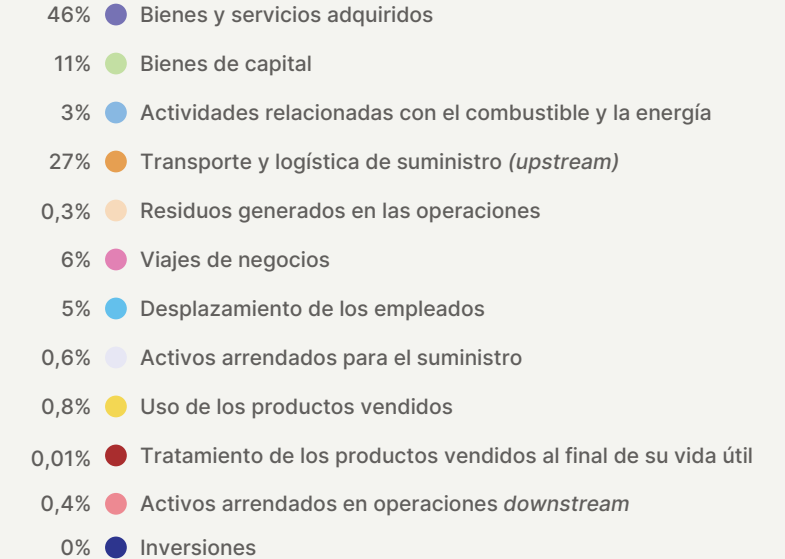 46% Bienes y servicios adquiridos
11% Bienes de capital
3% Actividades relacionadas con el combustible y la energía
27% Transporte y logística de suministro (upstream)
0,3% Residuos generados en las operaciones
6% Viajes de negocios
5% Desplazamiento de los empleados
0,6% Activos arrendados para el suministro
0,8% Uso de los productos vendidos
0,01% Tratamiento de los productos vendidos al final de su vida útil
0,4% Activos arrendados en operaciones downstream
0% Inversiones